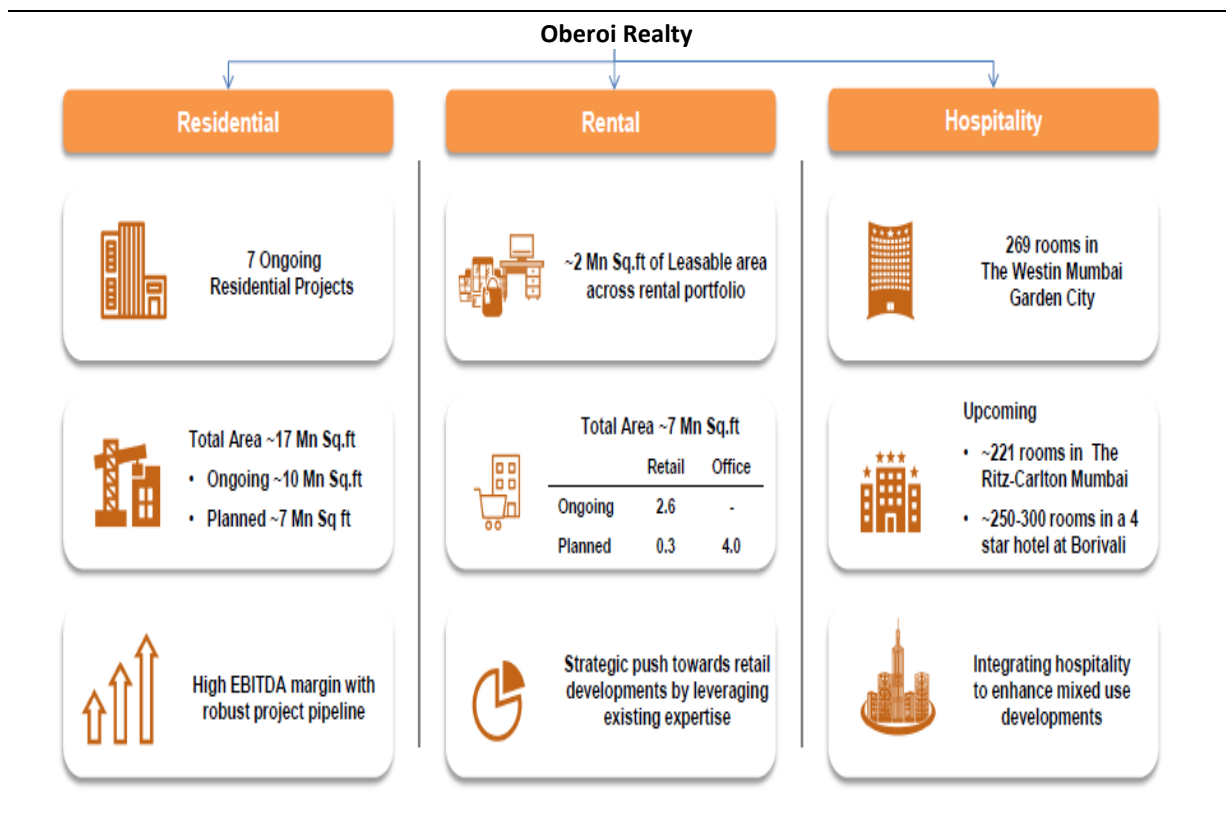 Oberoi Realty
Residential
7 Ongoing
Residential Projects
Total Area ~17 Mn Sq.ft
• Ongoing ~10 Mn Sq.ft
• Planned ~7 Mn Sq ft
High EBITDA margin with
robust project pipeline
Rental
~2 Mn Sq.ft of Leasable area
across rental portfolio
Total Area ~7 Mn Sq.ft
Retail Office
Ongoing 2.6 -
Planned 0.3 4.0
Strategic push towards retail
developments by leveraging
existing expertise
Hospitality
269 rooms in
The Westin Mumbai
Garden City
Upcoming
• ~221 rooms in The
Ritz-Carlton Mumbai
• ~250-300 rooms in a 4
star hotel at Borivali
Integrating hospitality
to enhance mixed use
developments